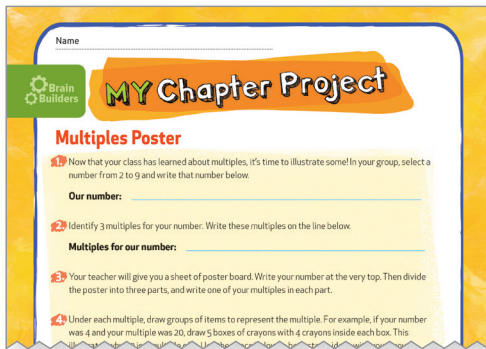 Name
Brain
Builders
MY Chapter Project
Multiples Poster
1. Now that your class has learned about multiples, it's time to illustrate some! In your group, select a
number from 2 to 9 and write that number below.
Our number:
2. Identify 3 multiples for your number. Write these multiples on the line below.
Multiples for our number:
3. Your teacher will give you a sheet of poster board. Write your number at the very top. Then divide
the poster into three parts, and write one of your multiples in each part.
4. Under each multiple, draw groups of items to represent the multiple. For example, if your number
was 4 and your multiple was 20, draw 5 boxes of crayons with 4 crayons inside each box. This